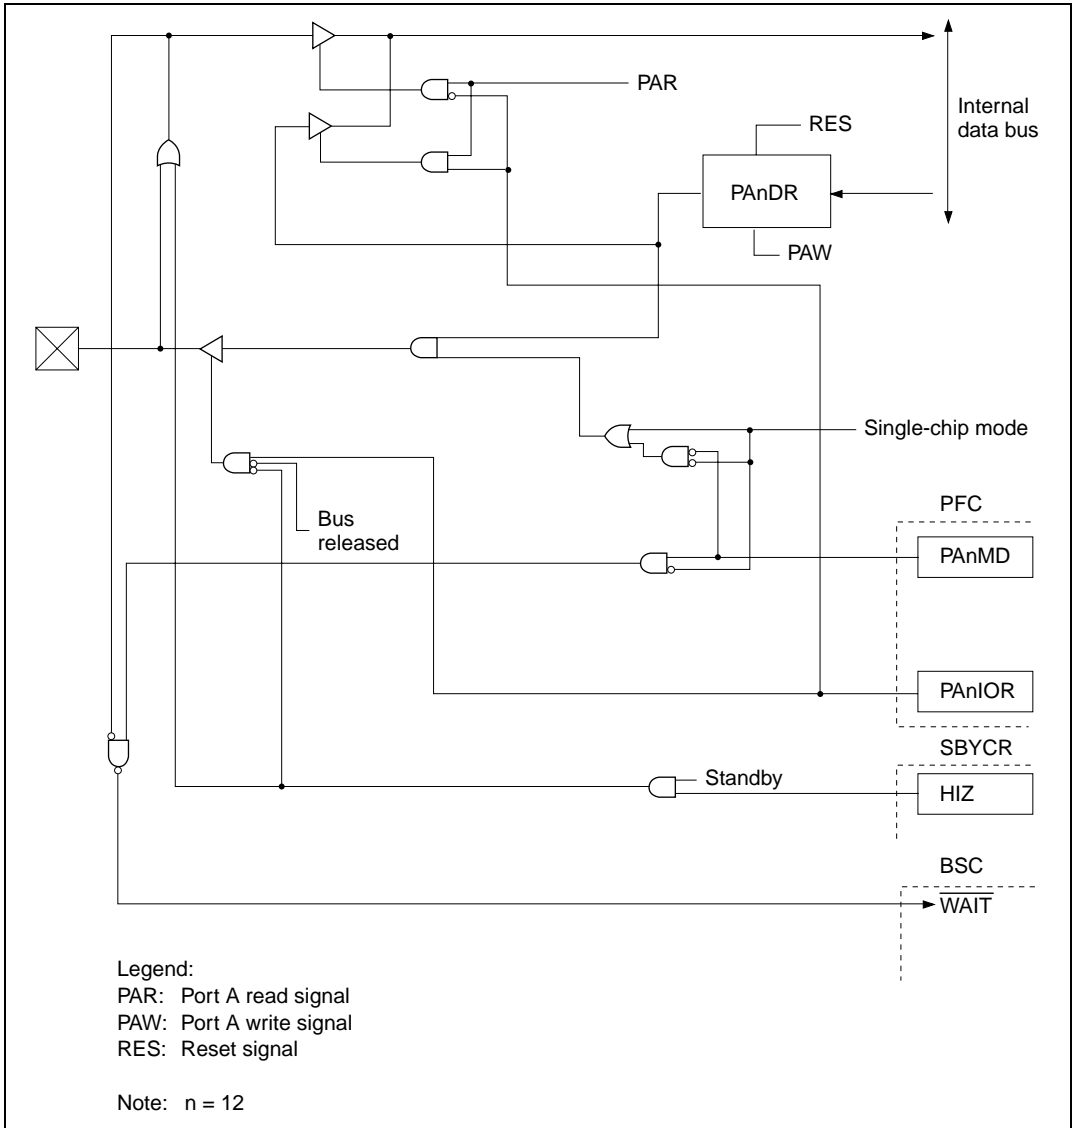 PAR
Internal
data bus
RES
PAnDR
PAW
Single-chip mode
Bus
released
PFC
PAnMD
PAnIOR
SBYCR
Standby
HIZ
BSC
W̅A̅I̅T̅
Legend:
PAR: Port A read signal
PAW: Port A write signal
RES: Reset signal
Note: n = 12